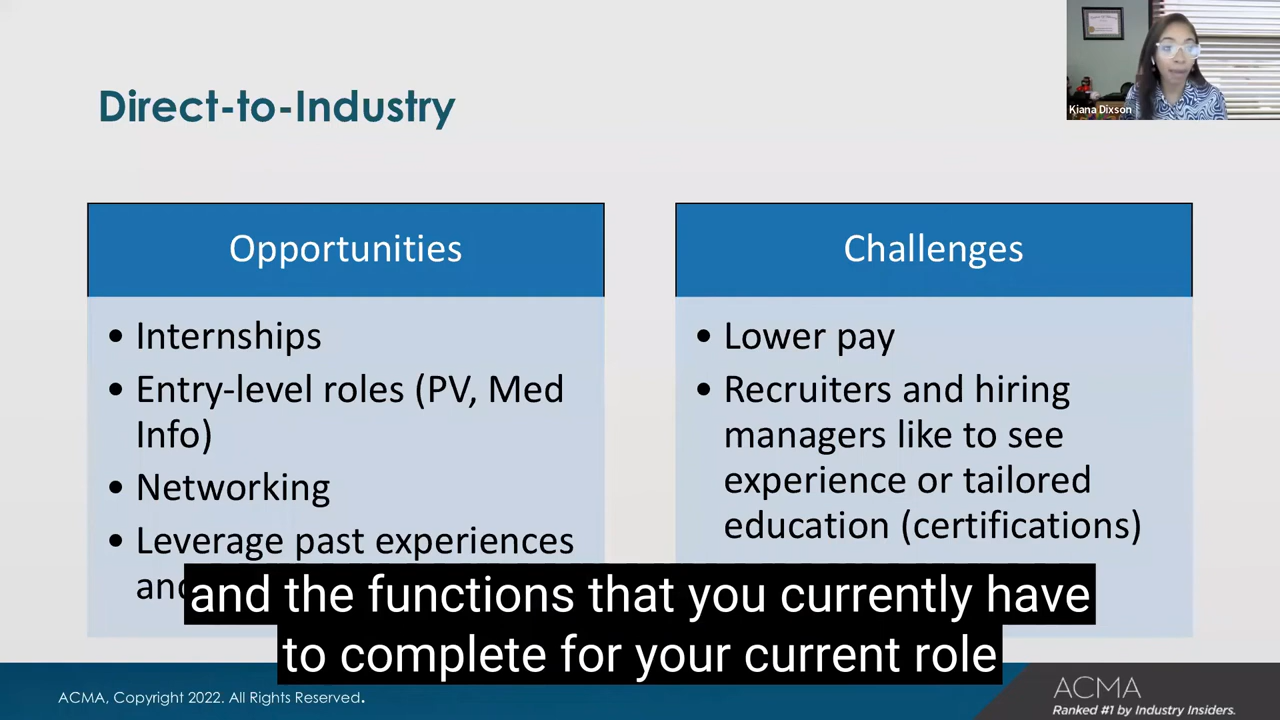 Kiana Dixson
Direct-to-Industry
Opportunities
• Internships
• Entry-level roles (PV, Med
Info)
• Networking
• Leverage past experiences
Challenges
• Lower pay
• Recruiters and hiring
managers like to see
experience or tailored
education (certifications)
and the functions that you currently have
to complete for your current role
ACMA, Copyright 2022. All Rights Reserved.
ACMA
Ranked #1 by Industry Insiders.